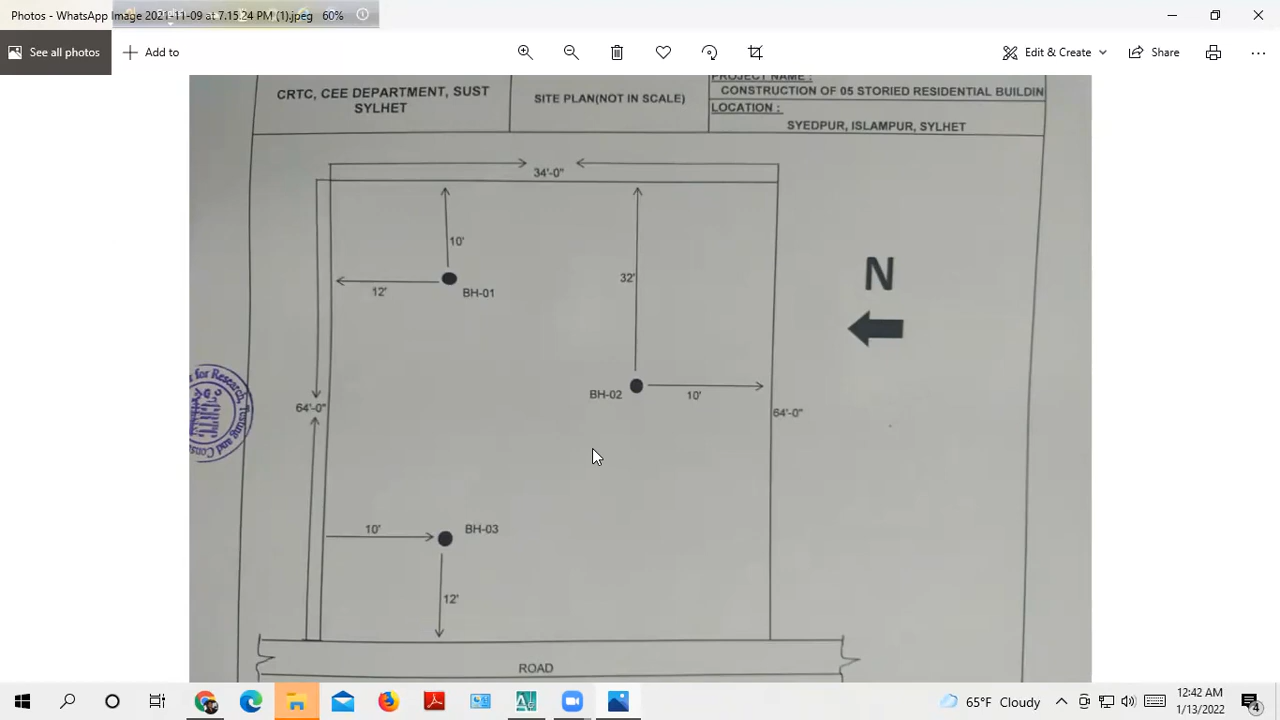 Photos - WhatsApp Image 2021-11-09 at 7.15.24 PM (1).jpeg 60%
See all photos
Add to
Edit & Create
Share
CRTC, CEE DEPARTMENT, SUST
SYLHET
SITE PLAN(NOT IN SCALE)
PROJECT NAME :
CONSTRUCTION OF 05 STORIED RESIDENTIAL BUILDIN
LOCATION :
SYEDPUR, ISLAMPUR, SYLHET
34'-0"
10'
12'
BH-01
32'
N
BH-02
10'
64'-0"
64'-0"
for Research,
10'
BH-03
12'
ROAD
65°F Cloudy
12:42 AM
1/13/2022
4